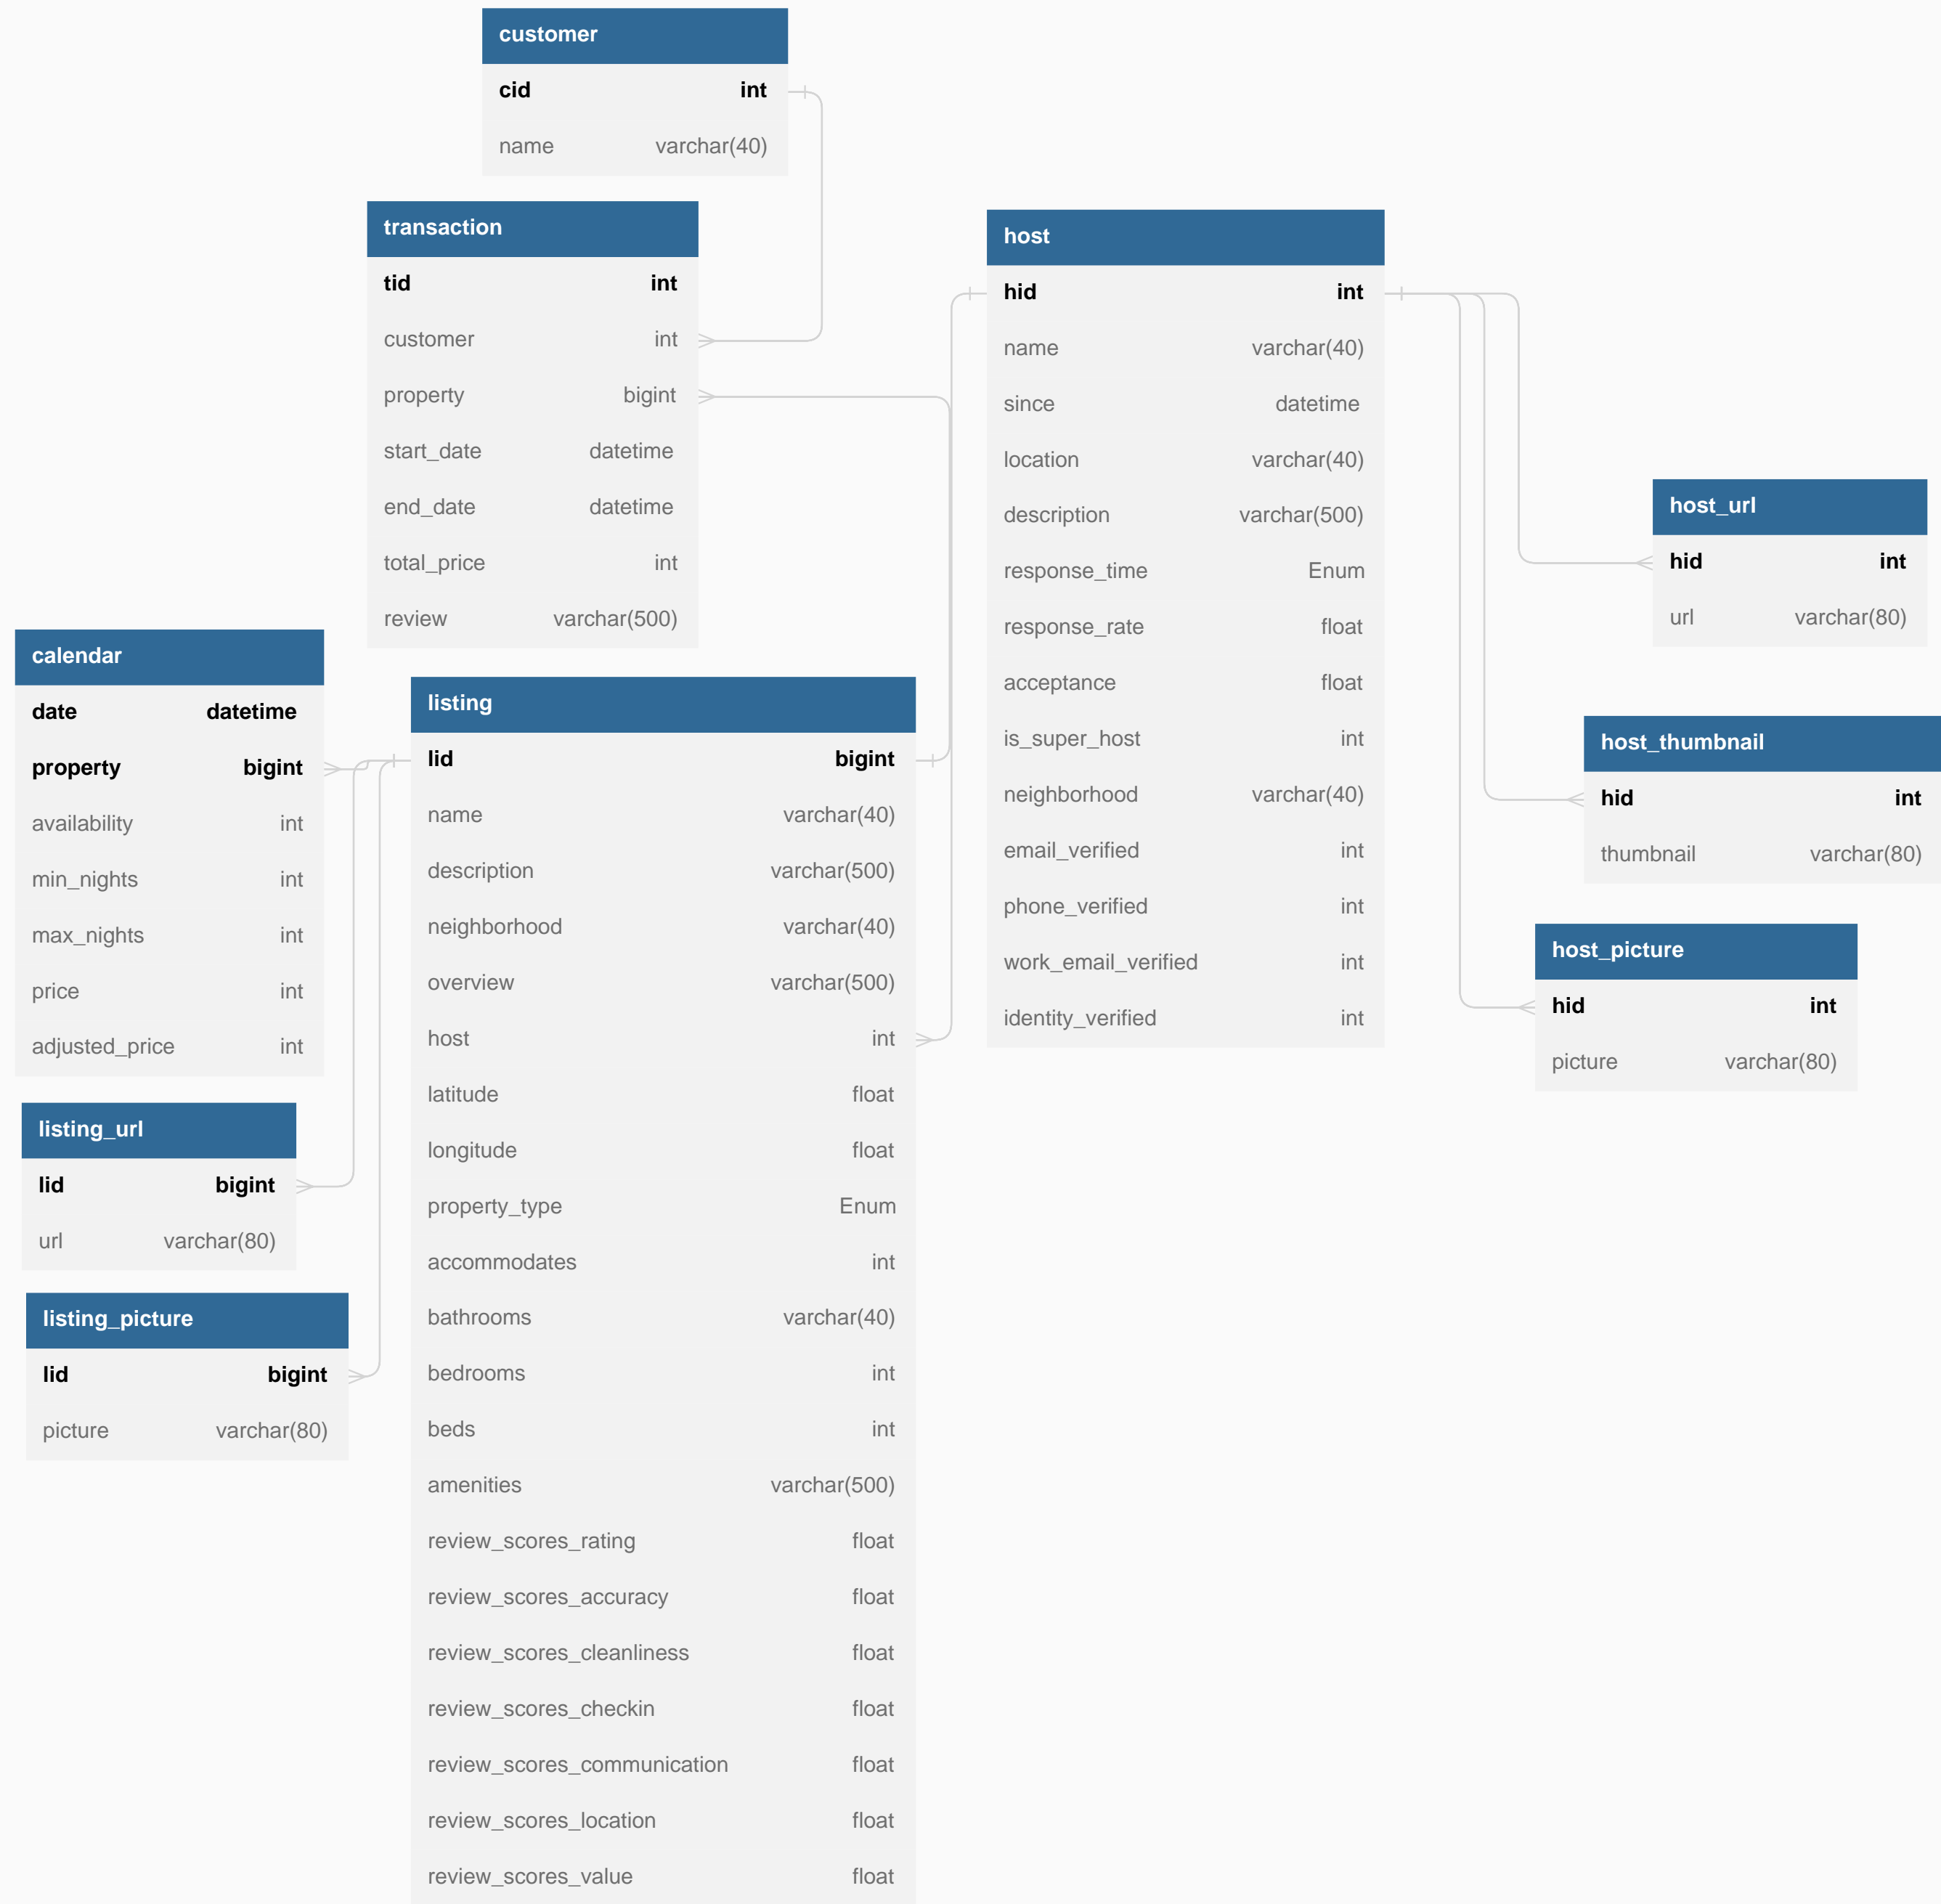 customer
cid int
name varchar(40)
transaction
tid int
customer int
property bigint
start_date datetime
end_date datetime
total_price int
review varchar(500)
host
hid int
name varchar(40)
since datetime
location varchar(40)
description varchar(500)
response_time Enum
response_rate float
acceptance float
is_super_host int
neighborhood varchar(40)
email_verified int
phone_verified int
work_email_verified int
identity_verified int
host_url
hid int
url varchar(80)
host_thumbnail
hid int
thumbnail varchar(80)
host_picture
hid int
picture varchar(80)
calendar
date datetime
property bigint
availability int
min_nights int
max_nights int
price int
adjusted_price int
listing_url
lid bigint
url varchar(80)
listing_picture
lid bigint
picture varchar(80)
listing
lid bigint
name varchar(40)
description varchar(500)
neighborhood varchar(40)
overview varchar(500)
host int
latitude float
longitude float
property_type Enum
accommodates int
bathrooms varchar(40)
bedrooms int
beds int
amenities varchar(500)
review_scores_rating float
review_scores_accuracy float
review_scores_cleanliness float
review_scores_checkin float
review_scores_communication float
review_scores_location float
review_scores_value float